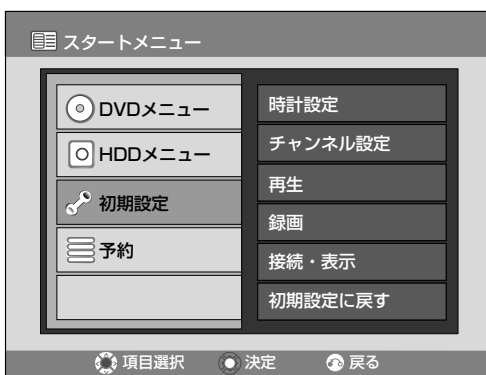 スタートメニュー
DVDメニュー
HDDメニュー
初期設定
予約
時計設定
チャンネル設定
再生
録画
接続・表示
初期設定に戻す
項目選択 決定 戻る